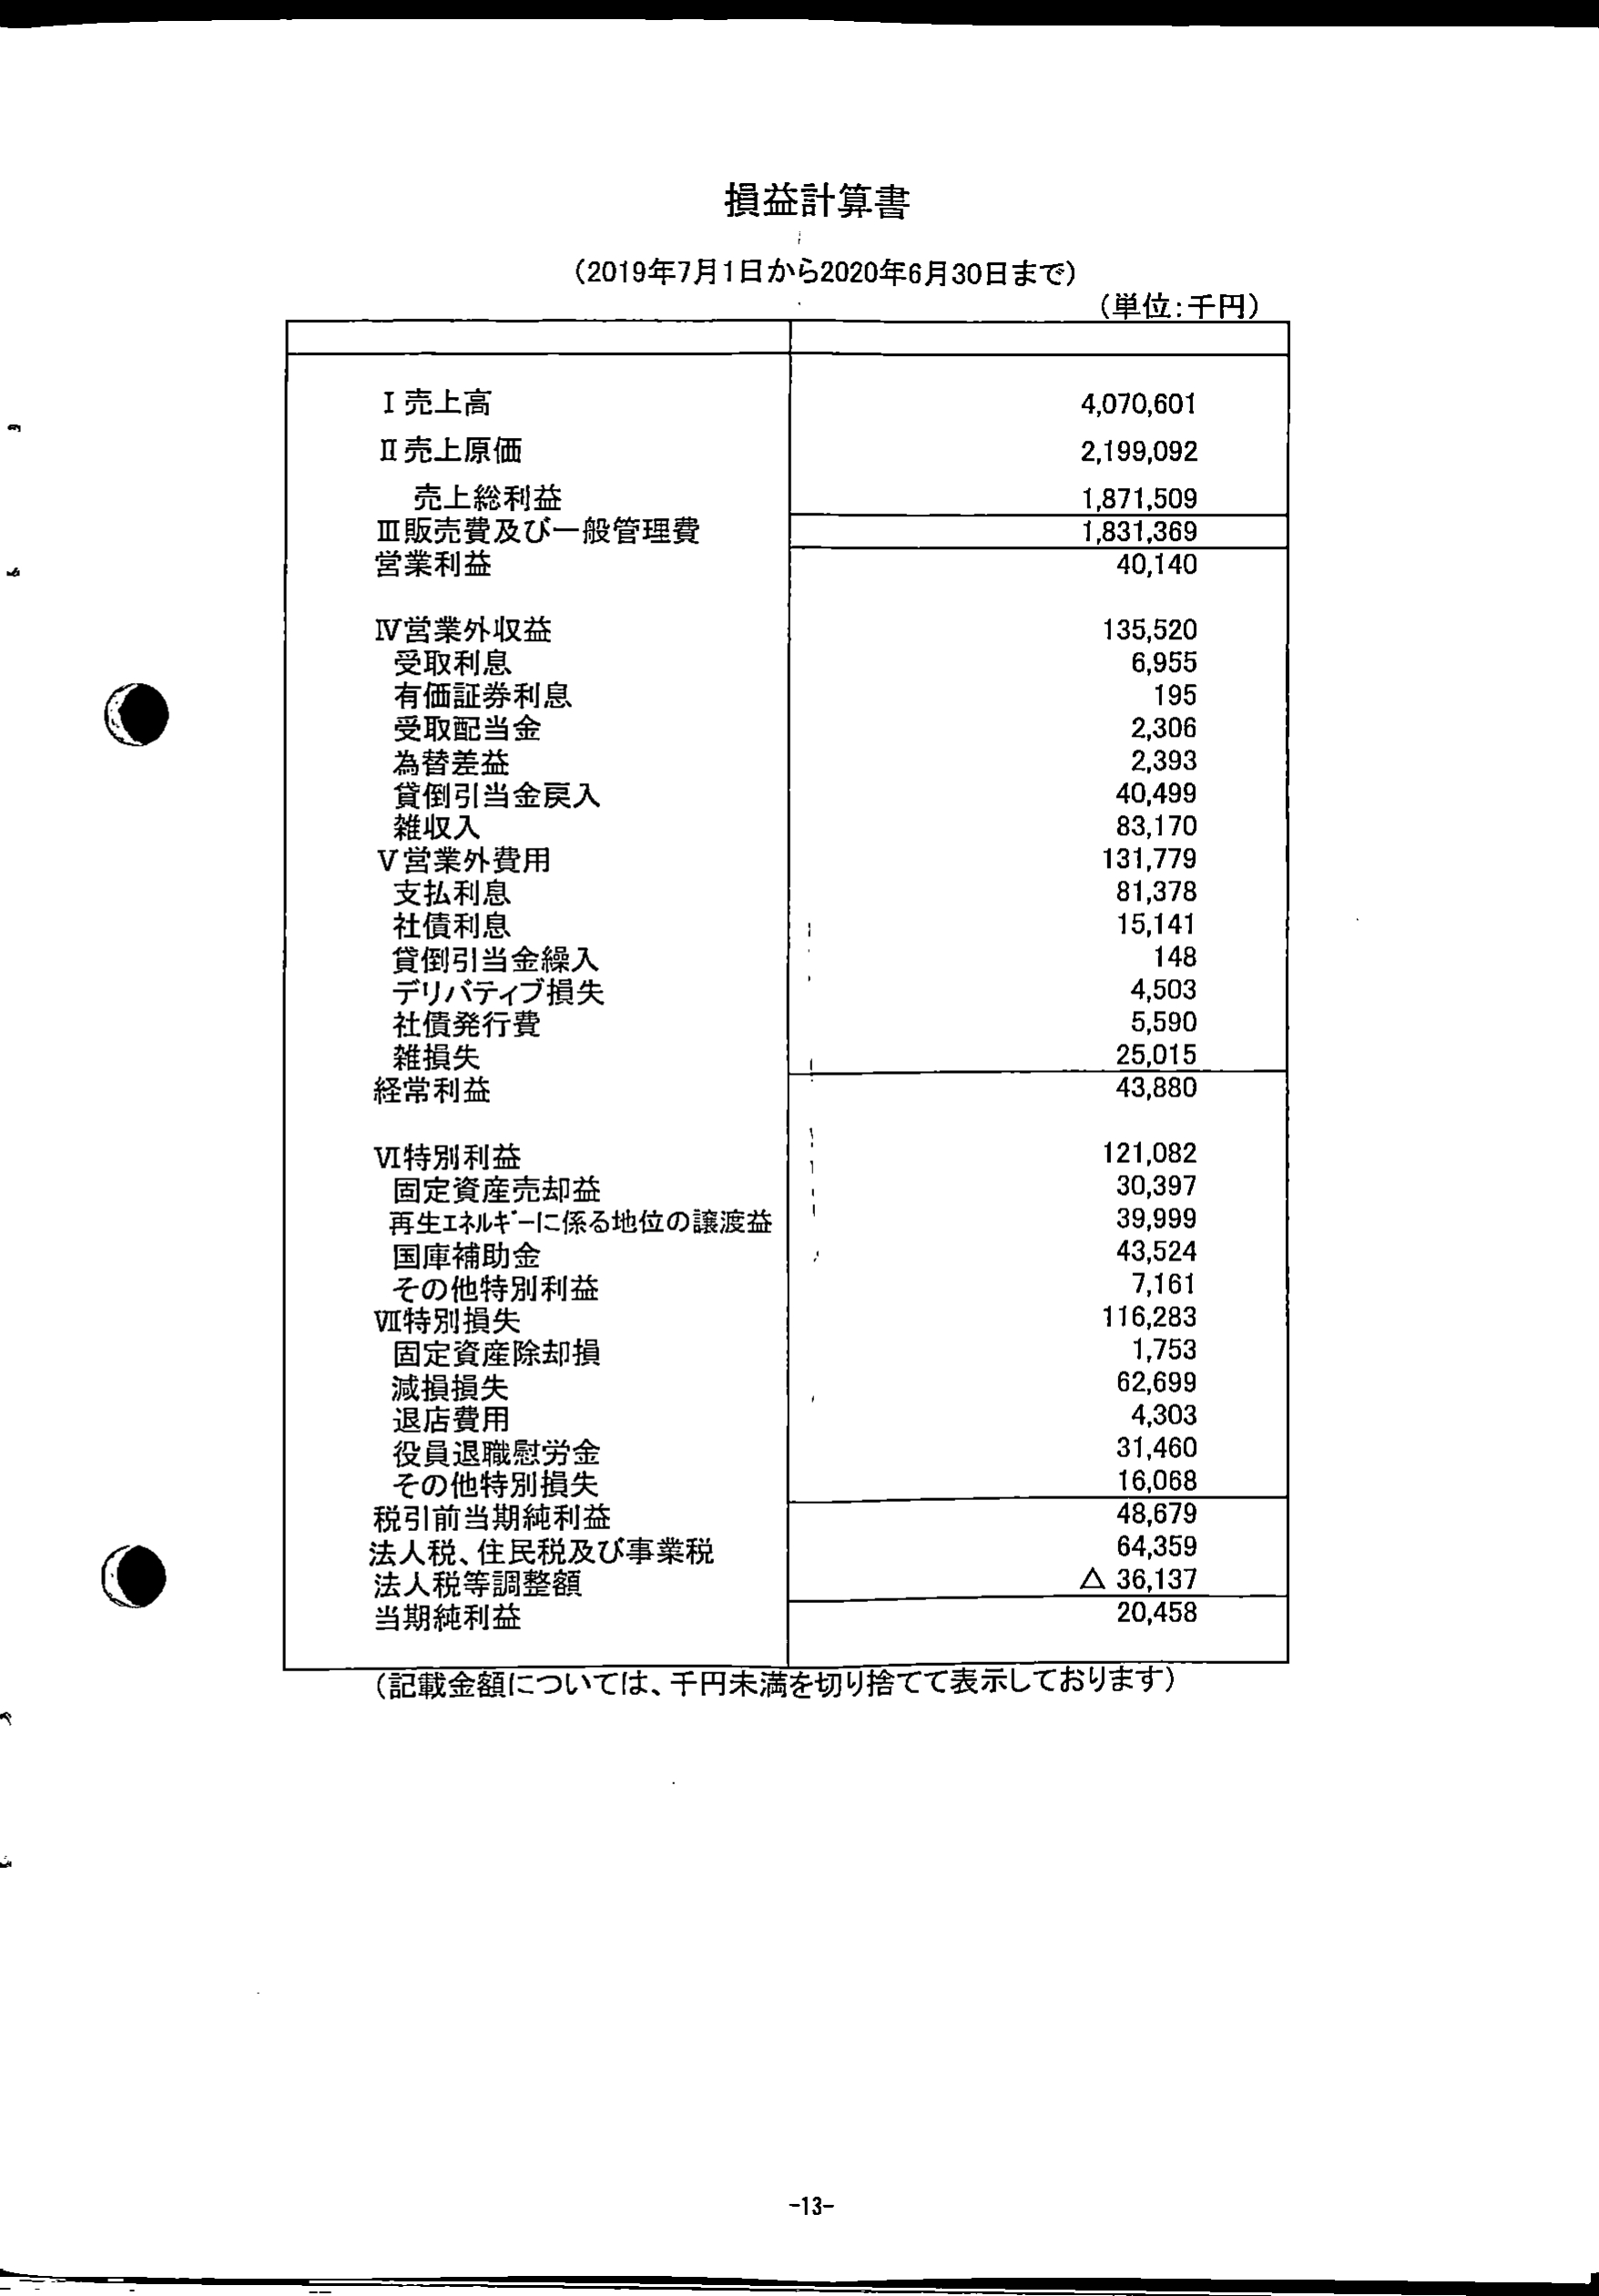 損益計算書
(2019年7月1日から2020年6月30日まで)
(単位:千円)
Ⅰ売上高 4,070,601
Ⅱ売上原価 2,199,092
売上総利益 1,871,509
Ⅲ販売費及び一般管理費 1,831,369
営業利益 40,140
Ⅳ営業外収益 135,520
受取利息 6,955
有価証券利息 195
受取配当金 2,306
為替差益 2,393
貸倒引当金戻入 40,499
雑収入 83,170
Ⅴ営業外費用 131,779
支払利息 81,378
社債利息 15,141
貸倒引当金繰入 148
デリバティブ損失 4,503
社債発行費 5,590
雑損失 25,015
経常利益 43,880
Ⅵ特別利益 121,082
固定資産売却益 30,397
再生ｴﾈﾙｷﾞｰに係る地位の譲渡益 39,999
国庫補助金 43,524
その他特別利益 7,161
Ⅶ特別損失 116,283
固定資産除却損 1,753
減損損失 62,699
退店費用 4,303
役員退職慰労金 31,460
その他特別損失 16,068
税引前当期純利益 48,679
法人税、住民税及び事業税 64,359
法人税等調整額 △ 36,137
当期純利益 20,458
(記載金額については、千円未満を切り捨てて表示しております)
-13-